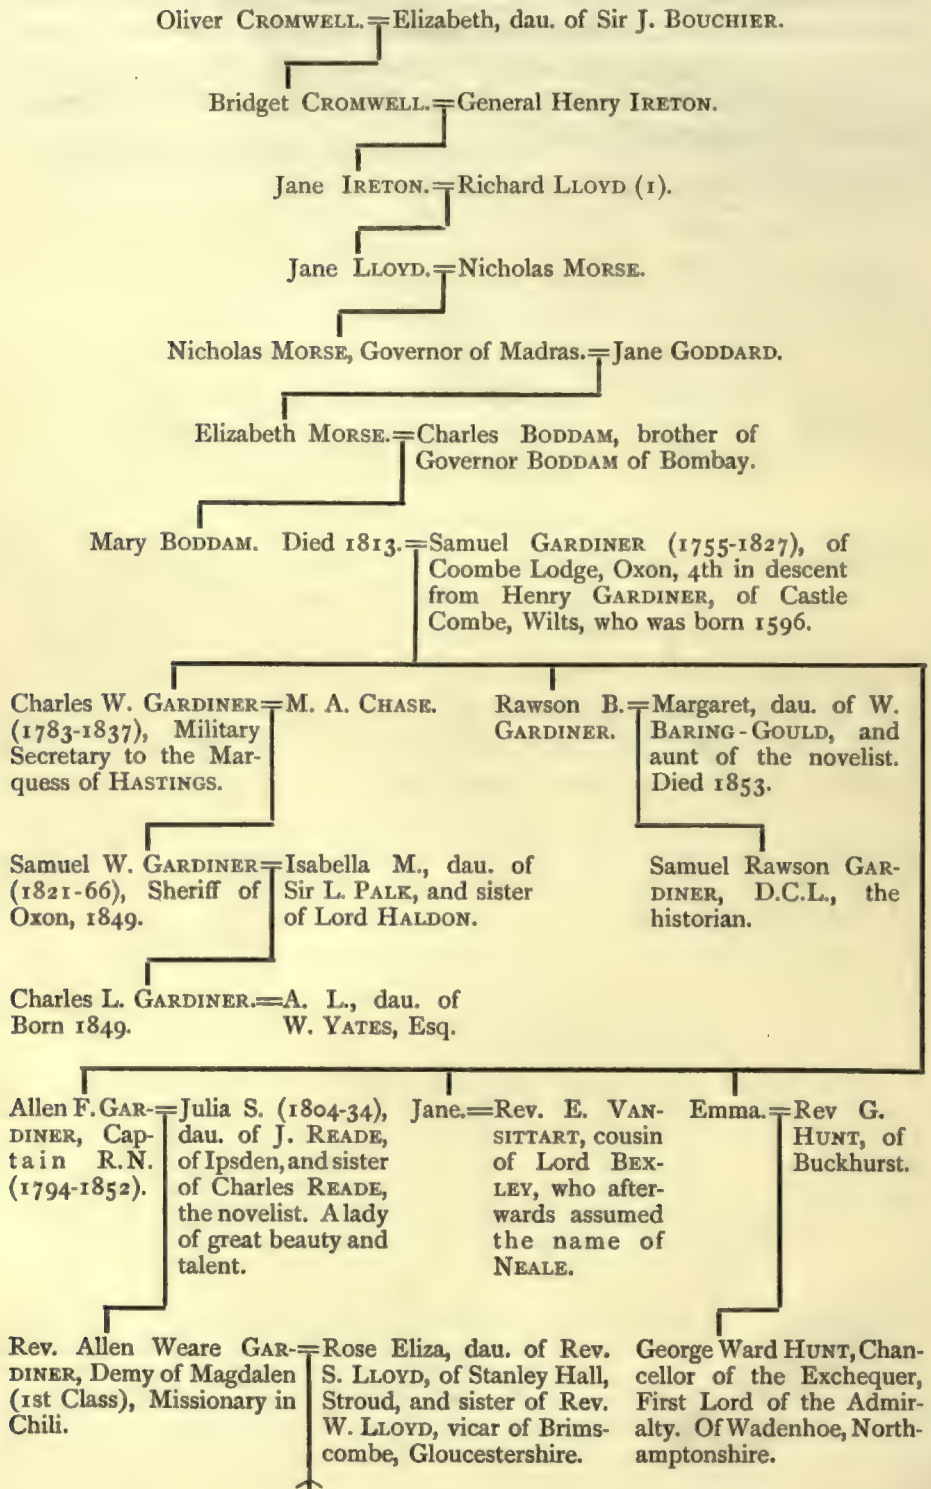 Oliver CROMWELL.=Elizabeth, dau. of Sir J. BOUCHIER.
Bridget CROMWELL.=General Henry IRETON.
Jane IRETON.=Richard LLOYD (1).
Jane LLOYD.=Nicholas MORSE.
Nicholas MORSE, Governor of Madras.=Jane GODDARD.
Elizabeth MORSE.=Charles BODDAM, brother of
Governor BODDAM of Bombay.
Mary BODDAM. Died 1813.=Samuel GARDINER (1755-1827), of
Coombe Lodge, Oxon, 4th in descent
from Henry GARDINER, of Castle
Combe, Wilts, who was born 1596.
Charles W. GARDINER=M. A. CHASE.
(1783-1837), Military
Secretary to the Mar-
quess of HASTINGS.
Rawson B.=Margaret, dau. of W.
GARDINER. BARING-GOULD, and
aunt of the novelist.
Died 1853.
Samuel W. GARDINER=Isabella M., dau. of
(1821-66), Sheriff of Sir L. PALK, and sister
Oxon, 1849. of Lord HALDON.
Samuel Rawson GAR-
DINER, D.C.L., the
historian.
Charles L. GARDINER.=A. L., dau. of
Born 1849. W. YATES, Esq.
Allen F. GAR-=Julia S. (1804-34),
DINER, Cap- dau. of J. READE,
tain R.N. of Ipsden, and sister
(1794-1852). of Charles READE,
the novelist. A lady
of great beauty and
talent.
Jane.=Rev. E. VAN-
SITTART, cousin
of Lord BEX-
LEY, who after-
wards assumed
the name of
NEALE.
Emma.=Rev G.
HUNT, of
Buckhurst.
Rev. Allen Weare GAR-=Rose Eliza, dau. of Rev.
DINER, Demy of Magdalen S. LLOYD, of Stanley Hall,
(1st Class), Missionary in Stroud, and sister of Rev.
Chili. W. LLOYD, vicar of Brims-
combe, Gloucestershire.
George Ward HUNT, Chan-
cellor of the Exchequer,
First Lord of the Admir-
alty. Of Wadenhoe, North-
amptonshire.